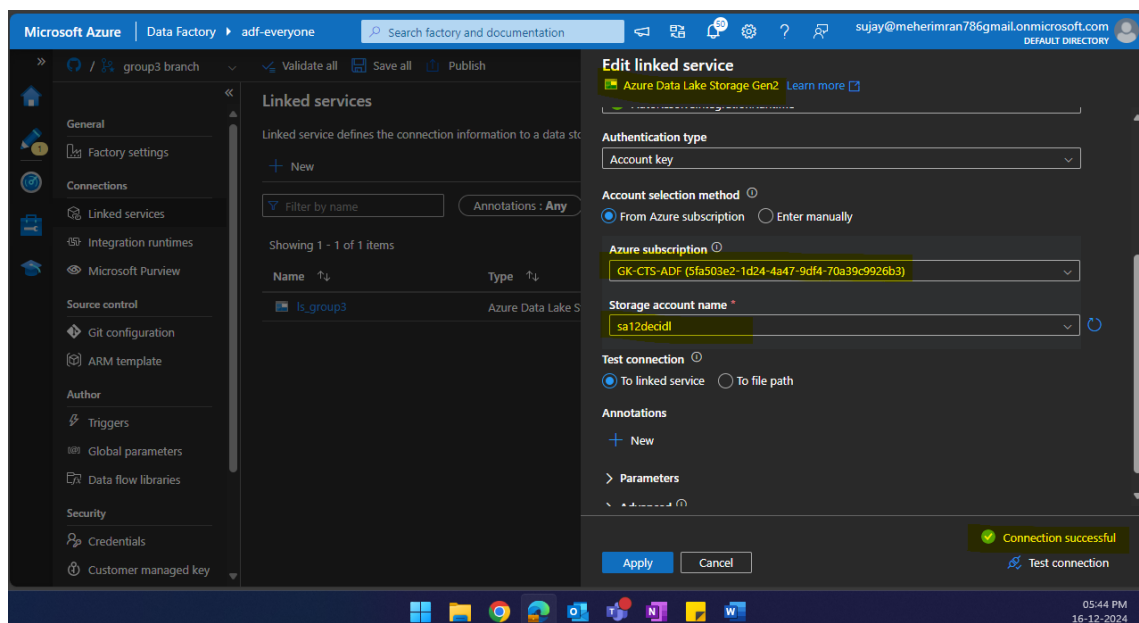 Microsoft Azure | Data Factory ▸ adf-everyone
Search factory and documentation
50
sujay@meherimran786gmail.onmicrosoft.com
DEFAULT DIRECTORY
»
/ group3 branch
Validate all
Save all
Publish
«
1
General
Factory settings
Connections
Linked services
Integration runtimes
Microsoft Purview
Source control
Git configuration
ARM template
Author
Triggers
Global parameters
Data flow libraries
Security
Credentials
Customer managed key
Linked services
Linked service defines the connection information to a data sto
+ New
Filter by name
Annotations : Any
Showing 1 - 1 of 1 items
Name
Type
ls_group3
Azure Data Lake S
Edit linked service
Azure Data Lake Storage Gen2 Learn more
Authentication type
Account key
Account selection method
From Azure subscription
Enter manually
Azure subscription
GK-CTS-ADF (5fa503e2-1d24-4a47-9df4-70a39c9926b3)
Storage account name *
sa12decidl
Test connection
To linked service
To file path
Annotations
+ New
> Parameters
Connection successful
Apply
Cancel
Test connection
05:44 PM
16-12-2024